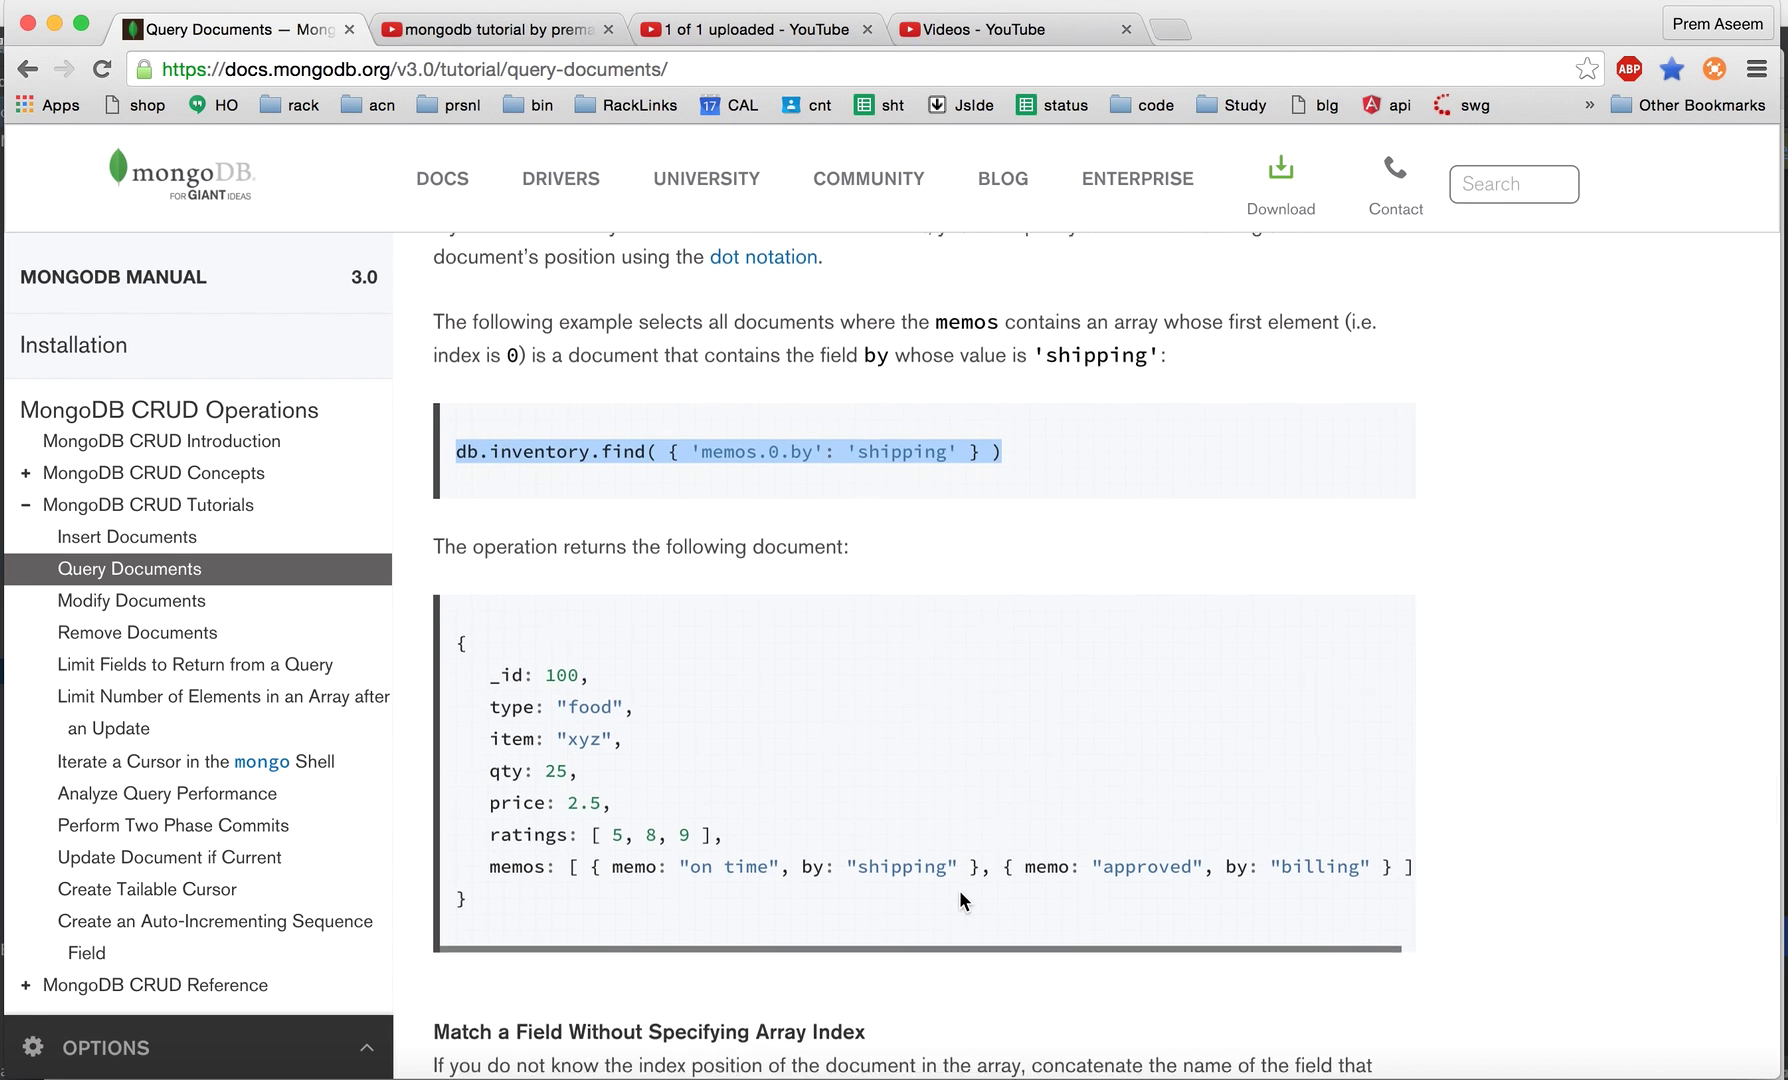 Query Documents — Mong
mongodb tutorial by prema
1 of 1 uploaded - YouTube
Videos - YouTube
Prem Aseem
https://docs.mongodb.org/v3.0/tutorial/query-documents/
ABP
Apps shop HO rack acn prsnl bin RackLinks 17 CAL cnt sht Jslde status code Study blg api swg » Other Bookmarks
mongoDB.
FOR GIANT IDEAS
DOCS DRIVERS UNIVERSITY COMMUNITY BLOG ENTERPRISE
Download
Contact
Search
MONGODB MANUAL 3.0
Installation
MongoDB CRUD Operations
MongoDB CRUD Introduction
+ MongoDB CRUD Concepts
– MongoDB CRUD Tutorials
Insert Documents
Query Documents
Modify Documents
Remove Documents
Limit Fields to Return from a Query
Limit Number of Elements in an Array after
an Update
Iterate a Cursor in the mongo Shell
Analyze Query Performance
Perform Two Phase Commits
Update Document if Current
Create Tailable Cursor
Create an Auto-Incrementing Sequence
Field
+ MongoDB CRUD Reference
OPTIONS
document's position using the dot notation.
The following example selects all documents where the memos contains an array whose first element (i.e.
index is 0) is a document that contains the field by whose value is 'shipping':
db.inventory.find( { 'memos.0.by': 'shipping' } )
The operation returns the following document:
{
_id: 100,
type: "food",
item: "xyz",
qty: 25,
price: 2.5,
ratings: [ 5, 8, 9 ],
memos: [ { memo: "on time", by: "shipping" }, { memo: "approved", by: "billing" } ]
}
Match a Field Without Specifying Array Index
If you do not know the index position of the document in the array, concatenate the name of the field that